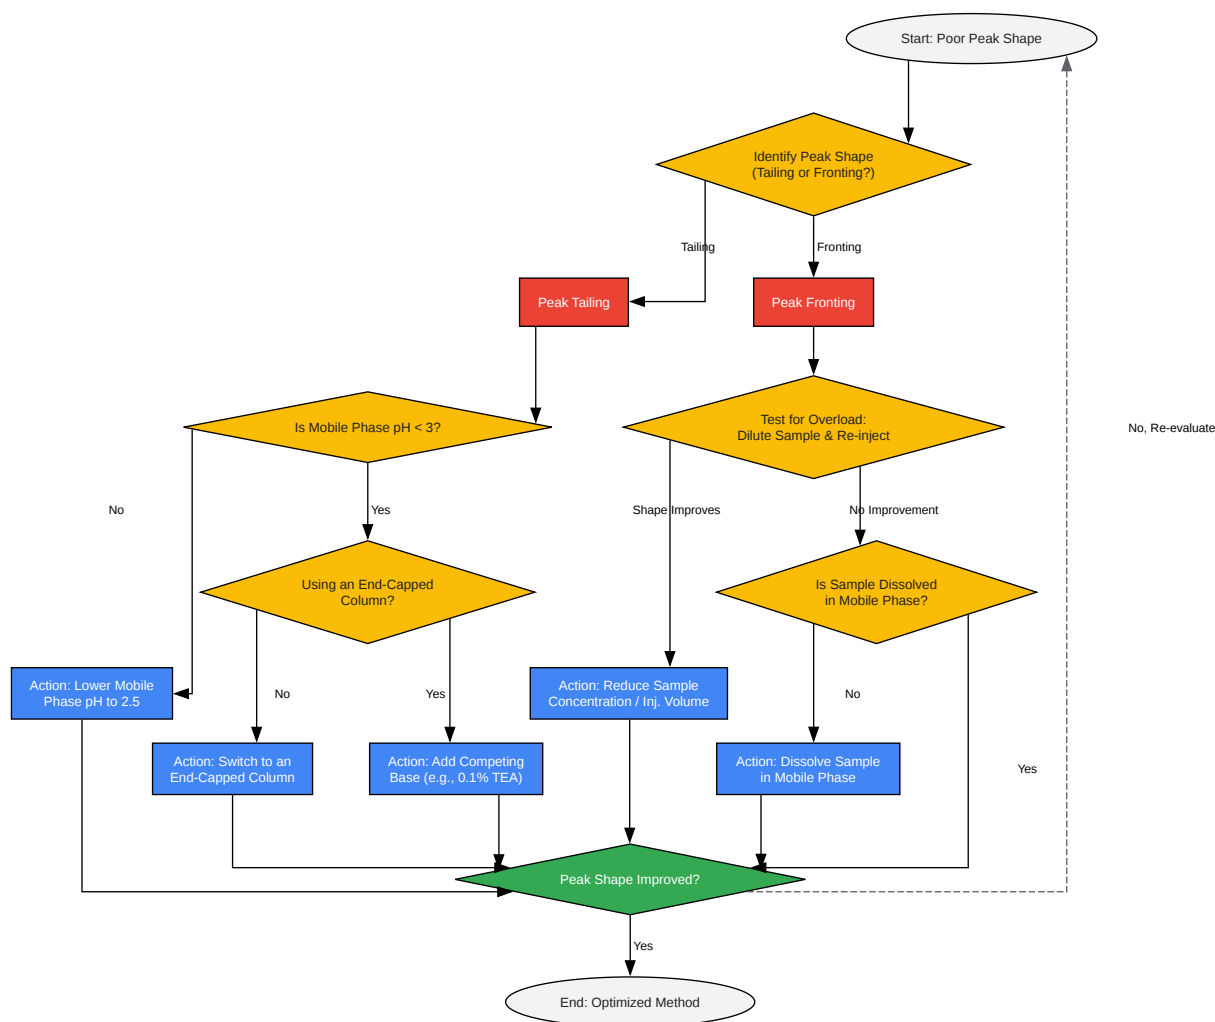 Start: Poor Peak Shape
Identify Peak Shape
(Tailing or Fronting?)
Tailing
Fronting
Peak Tailing
Peak Fronting
Is Mobile Phase pH < 3?
Test for Overload:
Dilute Sample & Re-inject
No, Re-evaluate
No
Yes
Shape Improves
No Improvement
Using an End-Capped
Column?
Is Sample Dissolved
in Mobile Phase?
Action: Lower Mobile
Phase pH to 2.5
No
Yes
Action: Reduce Sample
Concentration / Inj. Volume
No
Action: Switch to an
End-Capped Column
Action: Add Competing
Base (e.g., 0.1% TEA)
Action: Dissolve Sample
in Mobile Phase
Yes
Peak Shape Improved?
Yes
End: Optimized Method